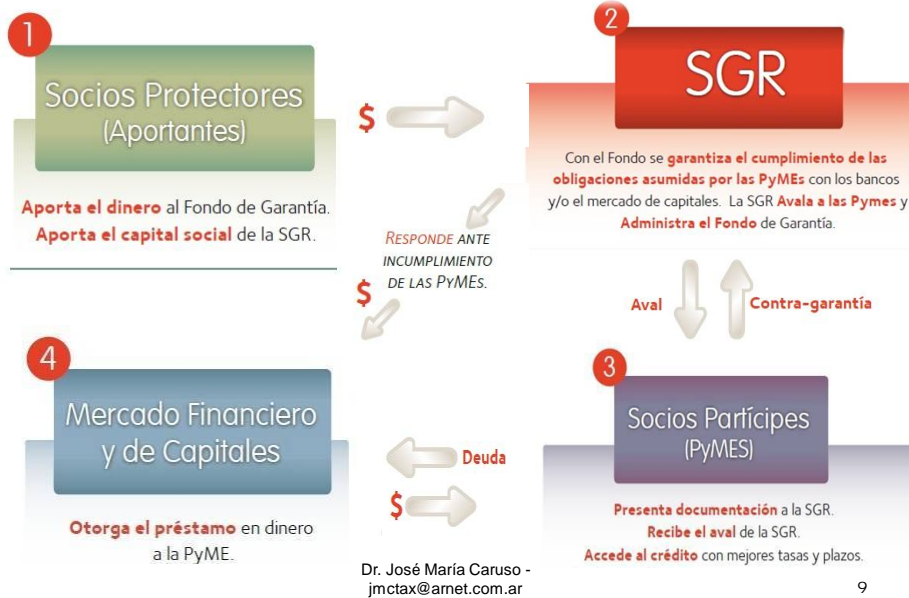 1
Socios Protectores
(Aportantes)
Aporta el dinero al Fondo de Garantía.
Aporta el capital social de la SGR.
$
2
SGR
Con el Fondo se garantiza el cumplimiento de las
obligaciones asumidas por las PyMEs con los bancos
y/o el mercado de capitales. La SGR Avala a las Pymes y
Administra el Fondo de Garantía.
RESPONDE ANTE
INCUMPLIMIENTO
DE LAS PYMES.
$
Aval
Contra-garantía
4
Mercado Financiero
y de Capitales
Otorga el préstamo en dinero
a la PyME.
Deuda
$
3
Socios Partícipes
(PyMES)
Presenta documentación a la SGR.
Recibe el aval de la SGR.
Accede al crédito con mejores tasas y plazos.
Dr. José María Caruso -
jmctax@arnet.com.ar
9